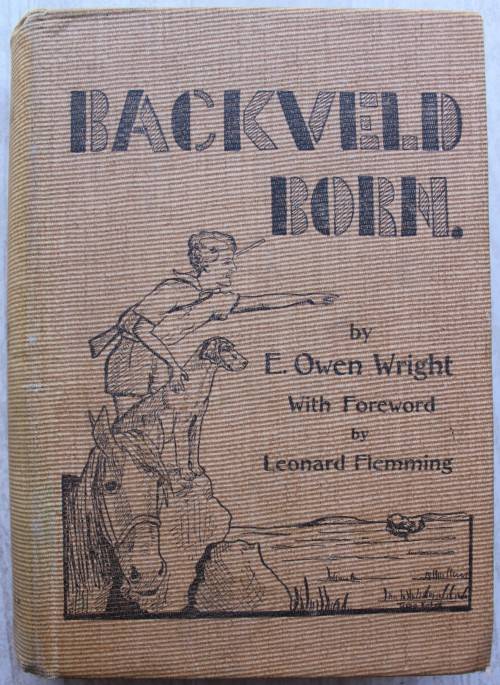 BACKVELD
BORN.
by
E. Owen Wright
With Foreword
by
Leonard Flemming